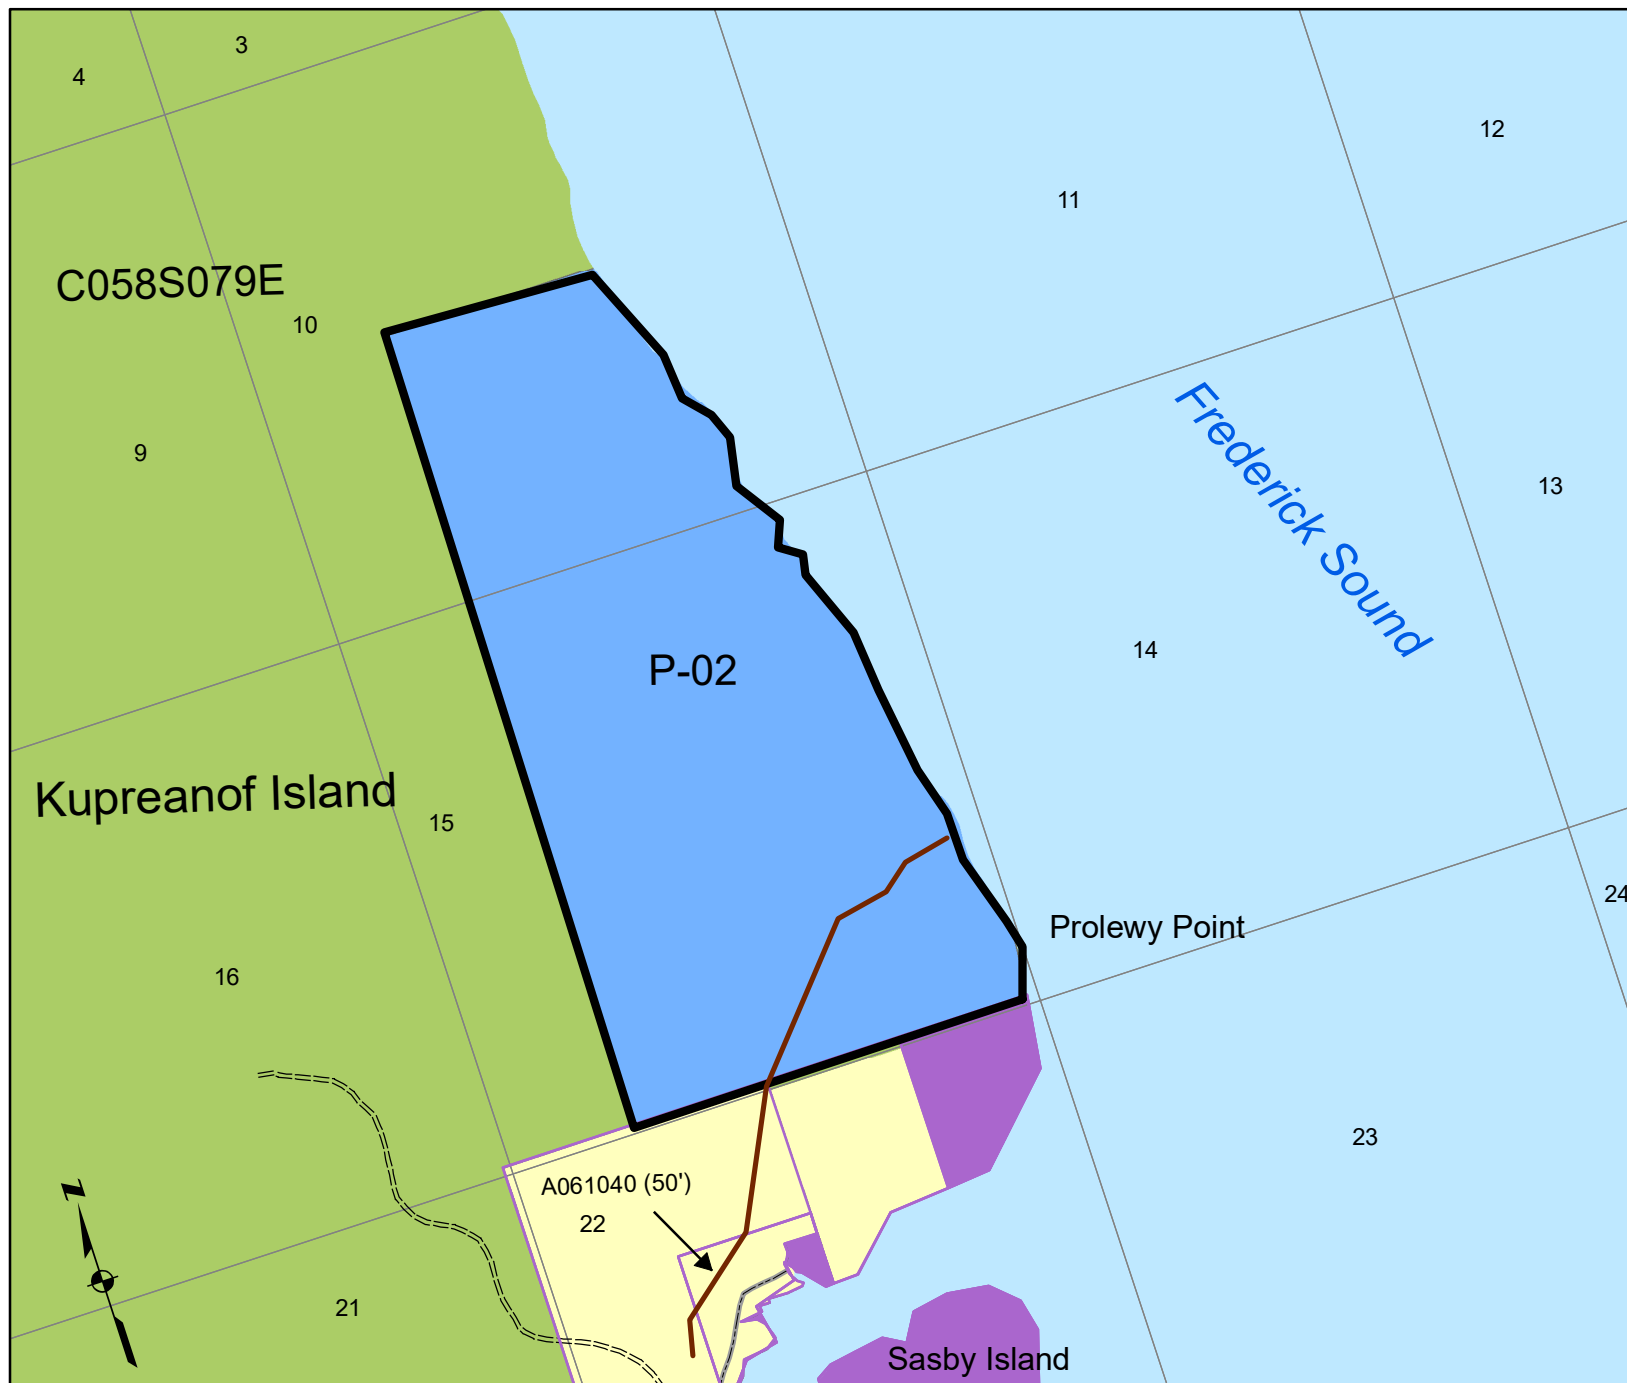 3
4
12
11
C058S079E
10
Frederick Sound
9
13
14
P-02
Kupreanof Island
15
24
Prolewy Point
16
23
A061040 (50')
22
N
21
Sasby Island